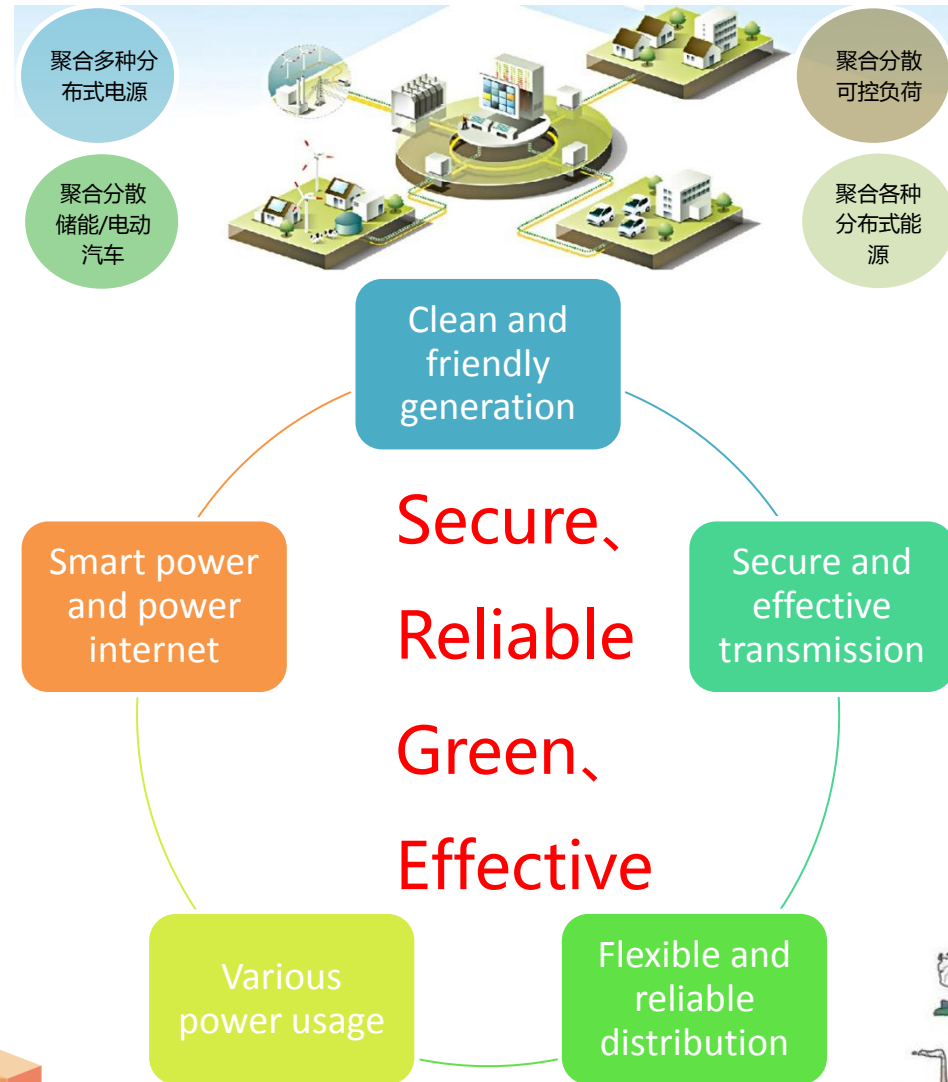 聚合多种分
布式电源
聚合分散
可控负荷
聚合分散
储能/电动
汽车
聚合各种
分布式能
源
Clean and
friendly
generation
Secure、
Reliable
Green、
Effective
Smart power
and power
internet
Secure and
effective
transmission
Various
power usage
Flexible and
reliable
distribution